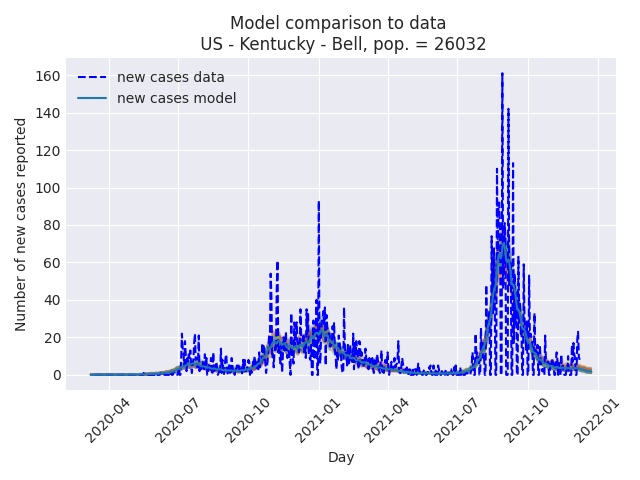 Model comparison to data
US - Kentucky - Bell, pop. = 26032
new cases data
new cases model
Number of new cases reported
160
140
120
100
80
60
40
20
0
2020-04
2020-07
2020-10
2021-01
2021-04
2021-07
2021-10
2022-01
Day